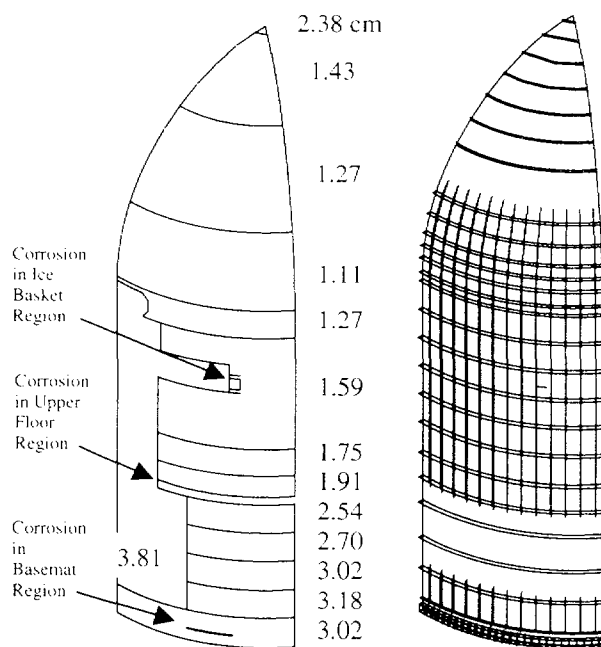 2.38 cm
1.43
1.27
1.11
1.27
1.59
1.75
1.91
2.54
2.70
3.02
3.18
3.02
Corrosion
in Ice
Basket
Region
Corrosion
in Upper
Floor
Region
Corrosion
in
Basemat
Region
3.81